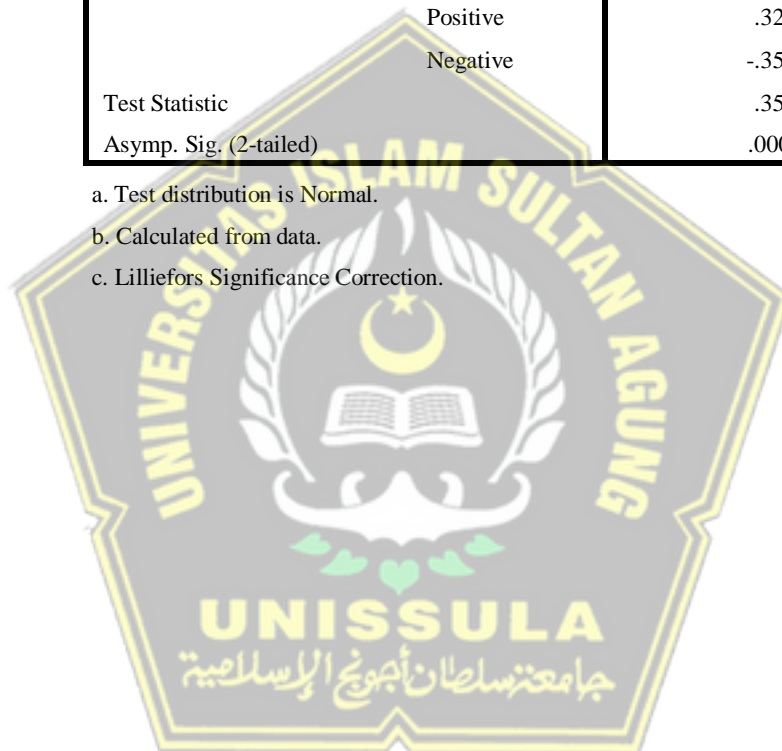 Positive .32
Negative -.35
Test Statistic .35
Asymp. Sig. (2-tailed) .000
a. Test distribution is Normal.
b. Calculated from data.
c. Lilliefors Significance Correction.
UNIVERSITAS ISLAM SULTAN AGUNG
UNISSULA
جامعة سلطان أجونج الإسلامية